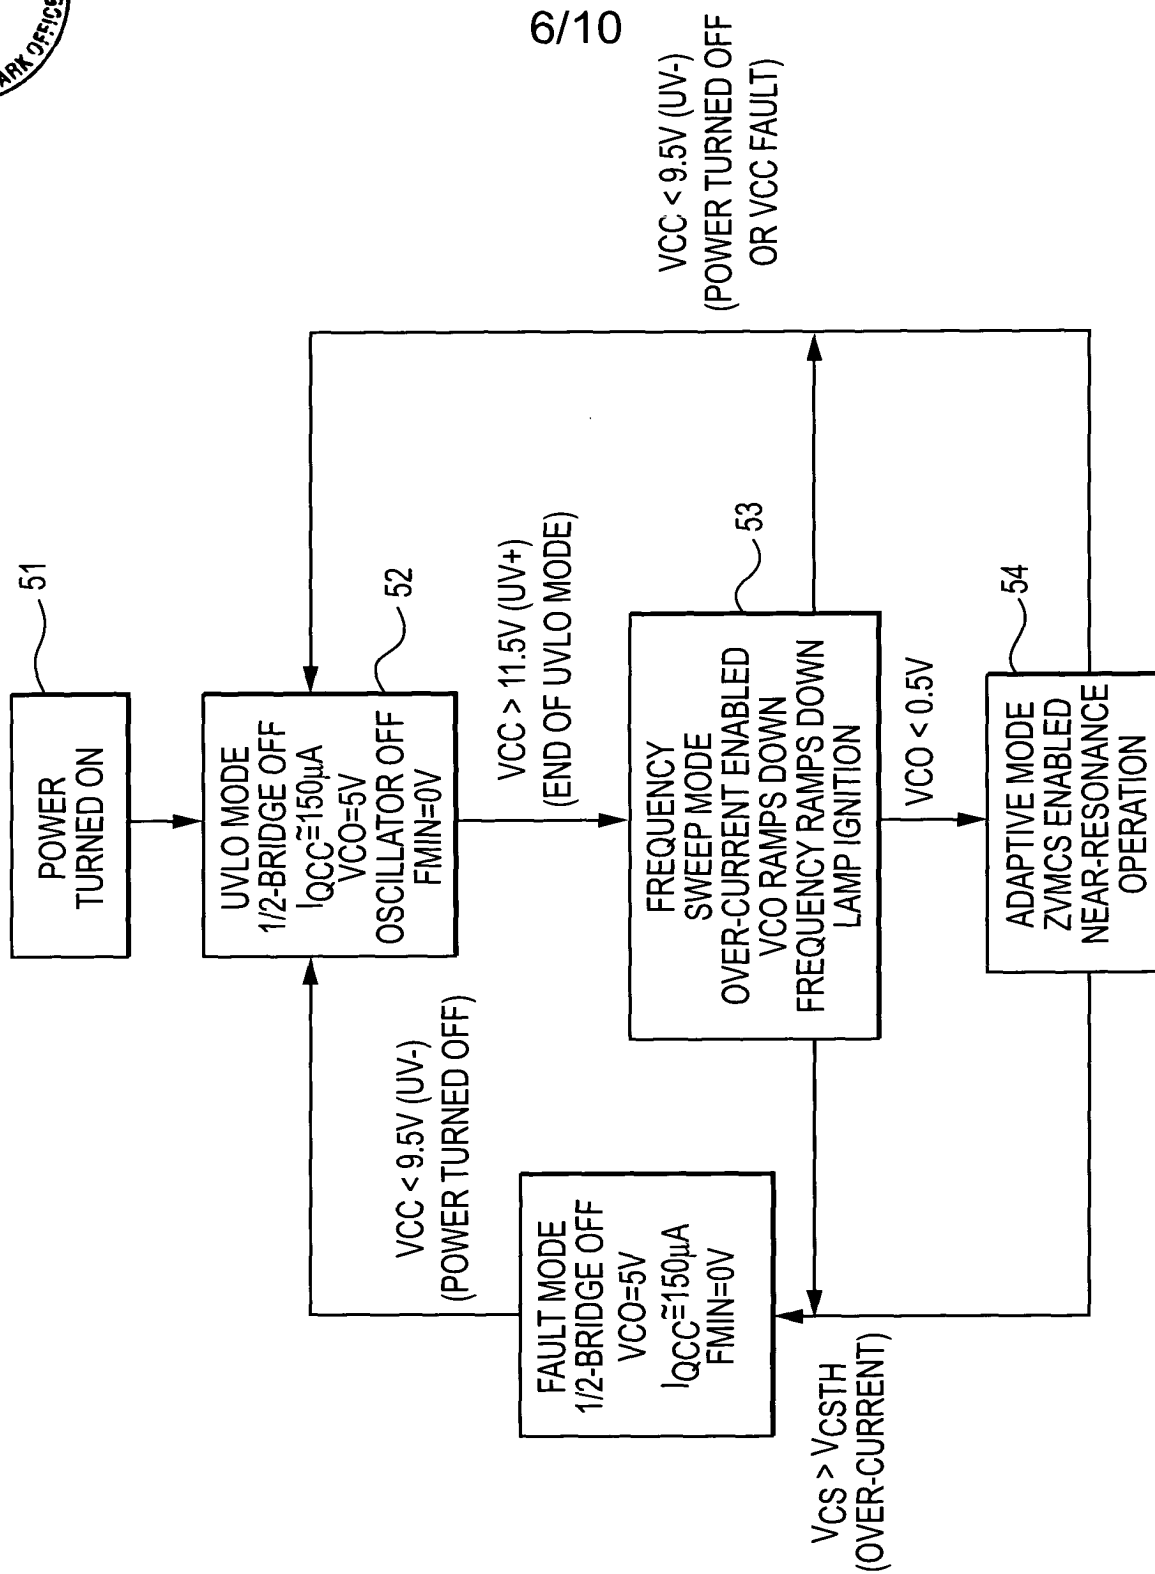 ARK OFFICE
6/10
POWER
TURNED ON
51
UVLO MODE
1/2-BRIDGE OFF
IQCC≅150µA
VCO=5V
OSCILLATOR OFF
FMIN=0V
52
VCC > 11.5V (UV+)
(END OF UVLO MODE)
VCC < 9.5V (UV-)
(POWER TURNED OFF)
VCC < 9.5V (UV-)
(POWER TURNED OFF
OR VCC FAULT)
FREQUENCY
SWEEP MODE
OVER-CURRENT ENABLED
VCO RAMPS DOWN
FREQUENCY RAMPS DOWN
LAMP IGNITION
53
FAULT MODE
1/2-BRIDGE OFF
VCO=5V
IQCC≅150µA
FMIN=0V
VCO < 0.5V
VCS > VCSTH
(OVER-CURRENT)
ADAPTIVE MODE
ZVMCS ENABLED
NEAR-RESONANCE
OPERATION
54